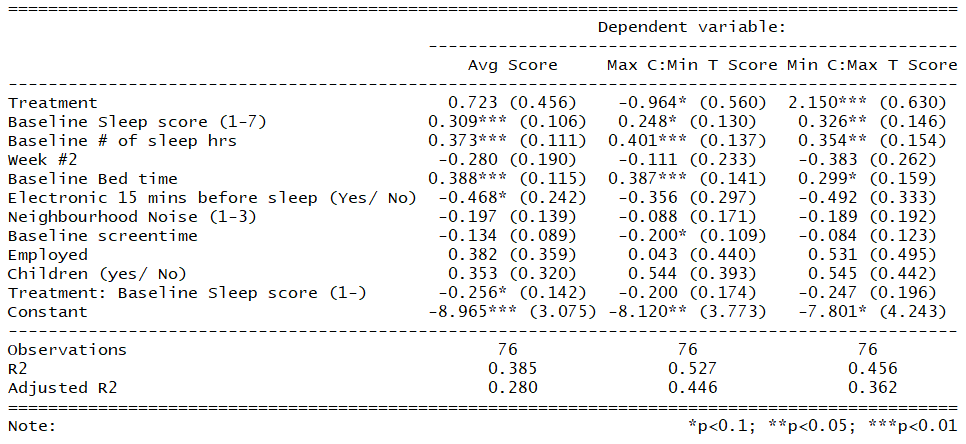 Dependent variable:
Avg Score Max C:Min T Score Min C:Max T Score
Treatment 0.723 (0.456) -0.964* (0.560) 2.150*** (0.630)
Baseline Sleep score (1-7) 0.309*** (0.106) 0.248* (0.130) 0.326** (0.146)
Baseline # of sleep hrs 0.373*** (0.111) 0.401*** (0.137) 0.354** (0.154)
Week #2 -0.280 (0.190) -0.111 (0.233) -0.383 (0.262)
Baseline Bed time 0.388*** (0.115) 0.387*** (0.141) 0.299* (0.159)
Electronic 15 mins before sleep (Yes/ No) -0.468* (0.242) -0.356 (0.297) -0.492 (0.333)
Neighbourhood Noise (1-3) -0.197 (0.139) -0.088 (0.171) -0.189 (0.192)
Baseline screentime -0.134 (0.089) -0.200* (0.109) -0.084 (0.123)
Employed 0.382 (0.359) 0.043 (0.440) 0.531 (0.495)
Children (yes/ No) 0.353 (0.320) 0.544 (0.393) 0.545 (0.442)
Treatment: Baseline Sleep score (1-) -0.256* (0.142) -0.200 (0.174) -0.247 (0.196)
Constant -8.965*** (3.075) -8.120** (3.773) -7.801* (4.243)
Observations 76 76 76
R2 0.385 0.527 0.456
Adjusted R2 0.280 0.446 0.362
Note: *p<0.1; **p<0.05; ***p<0.01